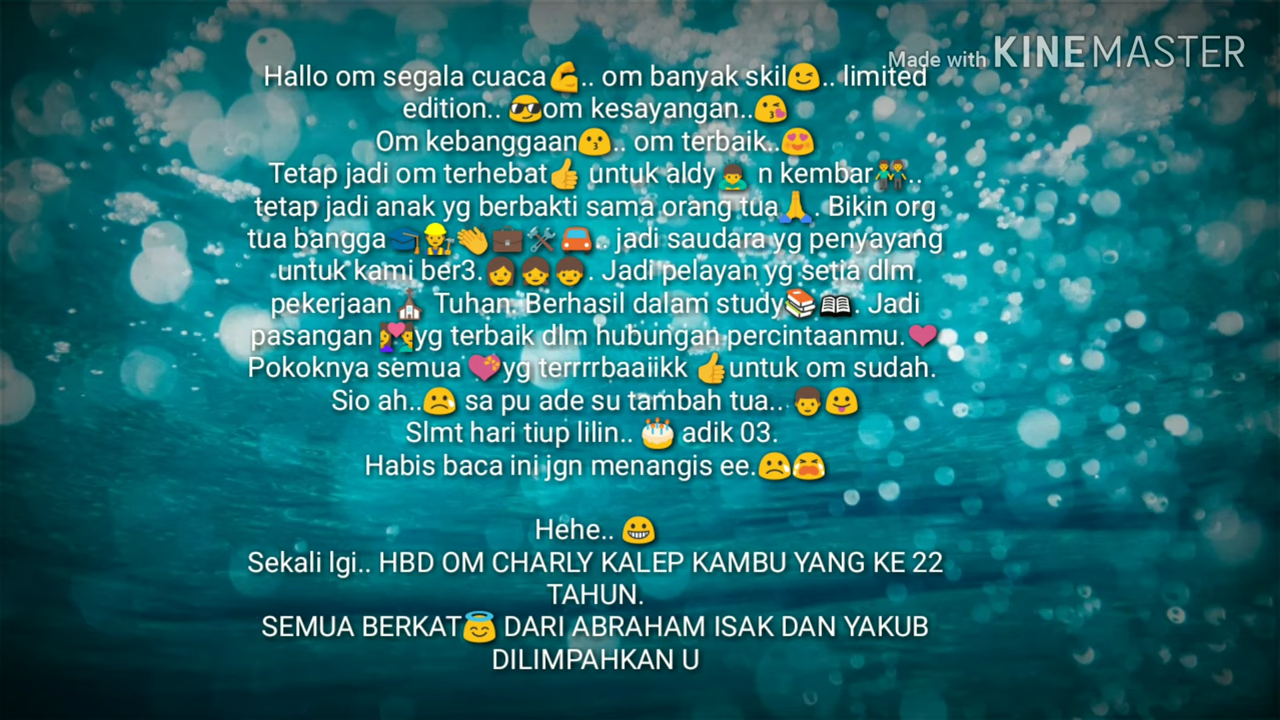 Made with KINEMASTER
Hallo om segala cuaca💪.. om banyak skil😉.. limited
edition.. 😎om kesayangan..😘
Om kebanggaan😗.. om terbaik..😍
Tetap jadi om terhebat👍 untuk aldy🙇‍♂️ n kembar👬..
tetap jadi anak yg berbakti sama orang tua🙏. Bikin org
tua bangga🎓👷👏💼🛠🚘.. jadi saudara yg penyayang
untuk kami ber3.👩👧👦. Jadi pelayan yg setia dlm
pekerjaan⛪ Tuhan. Berhasil dalam study📚📖. Jadi
pasangan 💑yg terbaik dlm hubungan percintaanmu.❤
Pokoknya semua 💝yg terrrrbaaiikk 👍untuk om sudah.
Sio ah..☹ sa pu ade su tambah tua.. 👨😛
Slmt hari tiup lilin.. 🎂 adik 03.
Habis baca ini jgn menangis ee.☹😭
Hehe.. 😀
Sekali lgi.. HBD OM CHARLY KALEP KAMBU YANG KE 22
TAHUN.
SEMUA BERKAT😇 DARI ABRAHAM ISAK DAN YAKUB
DILIMPAHKAN U